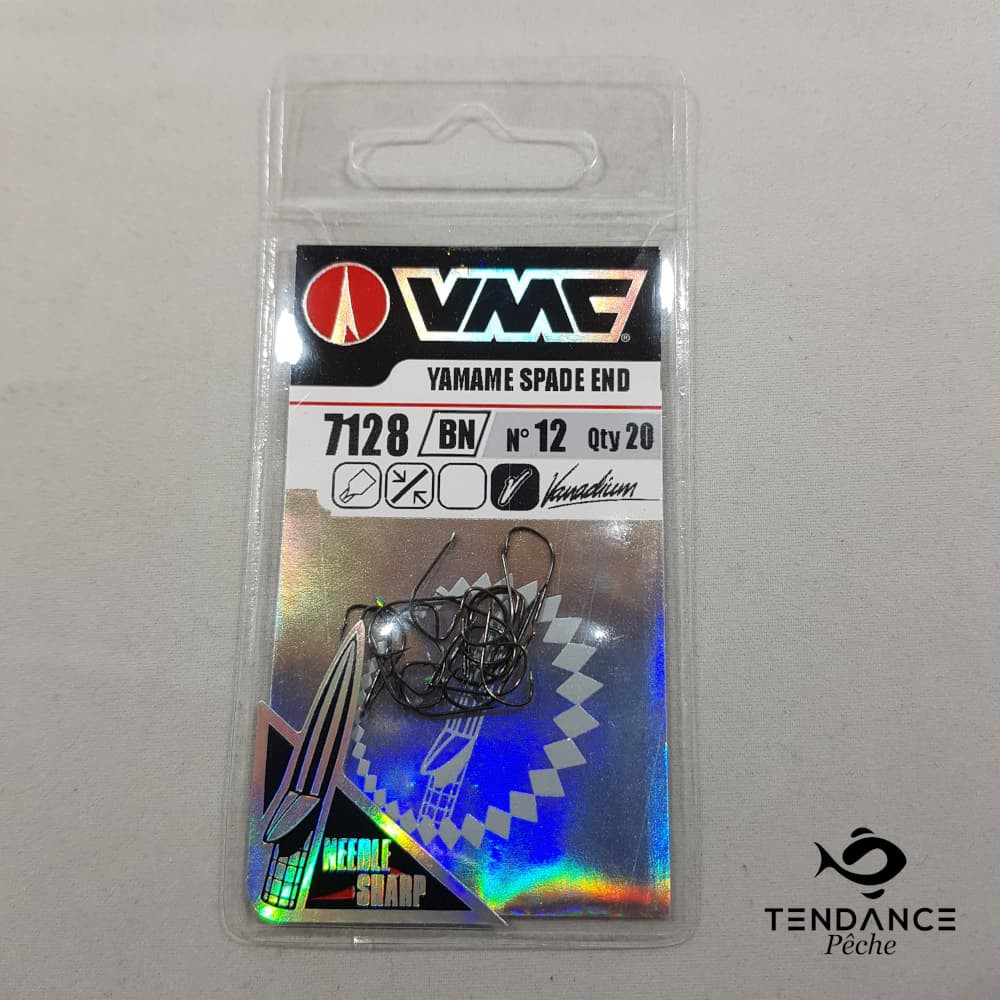 VMC®
YAMAME SPADE END
7128 BN N° 12 Qty 20
Vanadium
NEEDLE
SHARP
TENDANCE
Pêche